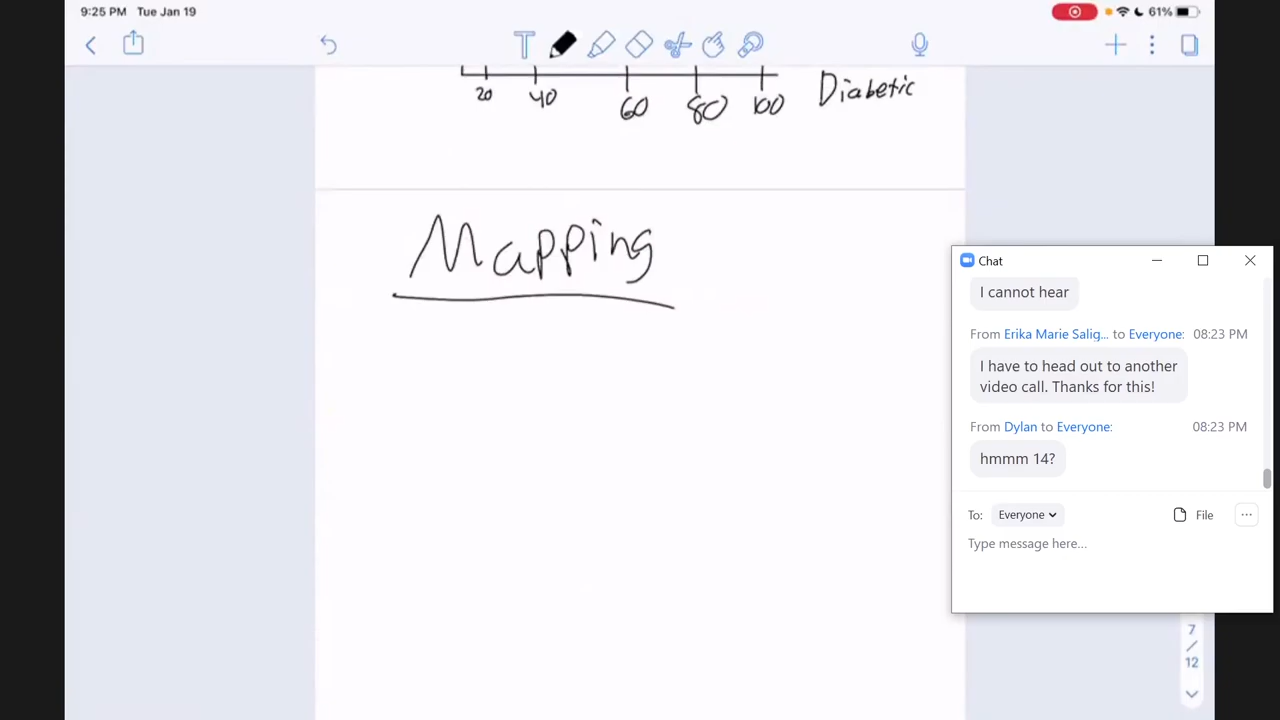 9:25 PM Tue Jan 19
61%
20 40 60 80 100 Diabetic
Mapping
Chat
I cannot hear
From Erika Marie Salig... to Everyone: 08:23 PM
I have to head out to another
video call. Thanks for this!
From Dylan to Everyone: 08:23 PM
hmmm 14?
To: Everyone File
Type message here...
7
/
12